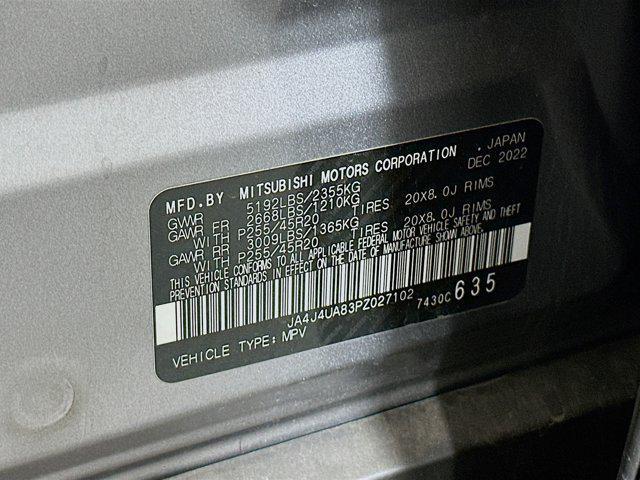 MFD.BY MITSUBISHI MOTORS CORPORATION . JAPAN
GVWR 5192LBS/2355KG DEC 2022
GAWR FR 2668LBS/1210KG
WITH P255/45R20 TIRES 20X8.0J RIMS
GAWR RR 3009LBS/1365KG
WITH P255/45R20 TIRES 20X8.0J RIMS
THIS VEHICLE CONFORMS TO ALL APPLICABLE FEDERAL MOTOR VEHICLE SAFETY AND THEFT
PREVENTION STANDARDS IN EFFECT ON THE DATE OF MANUFACTURE SHOWN ABOVE.
JA4J4UA83PZ027102 7430C 635
VEHICLE TYPE: MPV